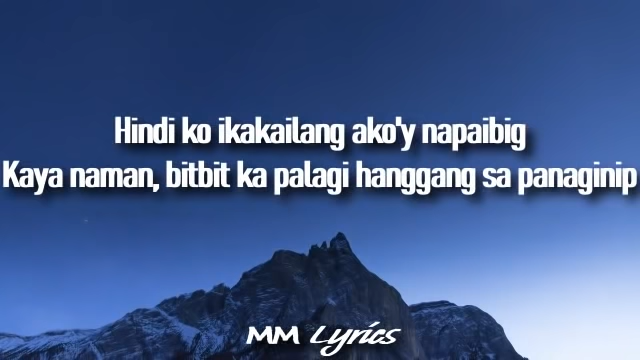 Hindi ko ikakailang ako'y napaibig
Kaya naman, bitbit ka palagi hanggang sa panaginip
MM Lyrics